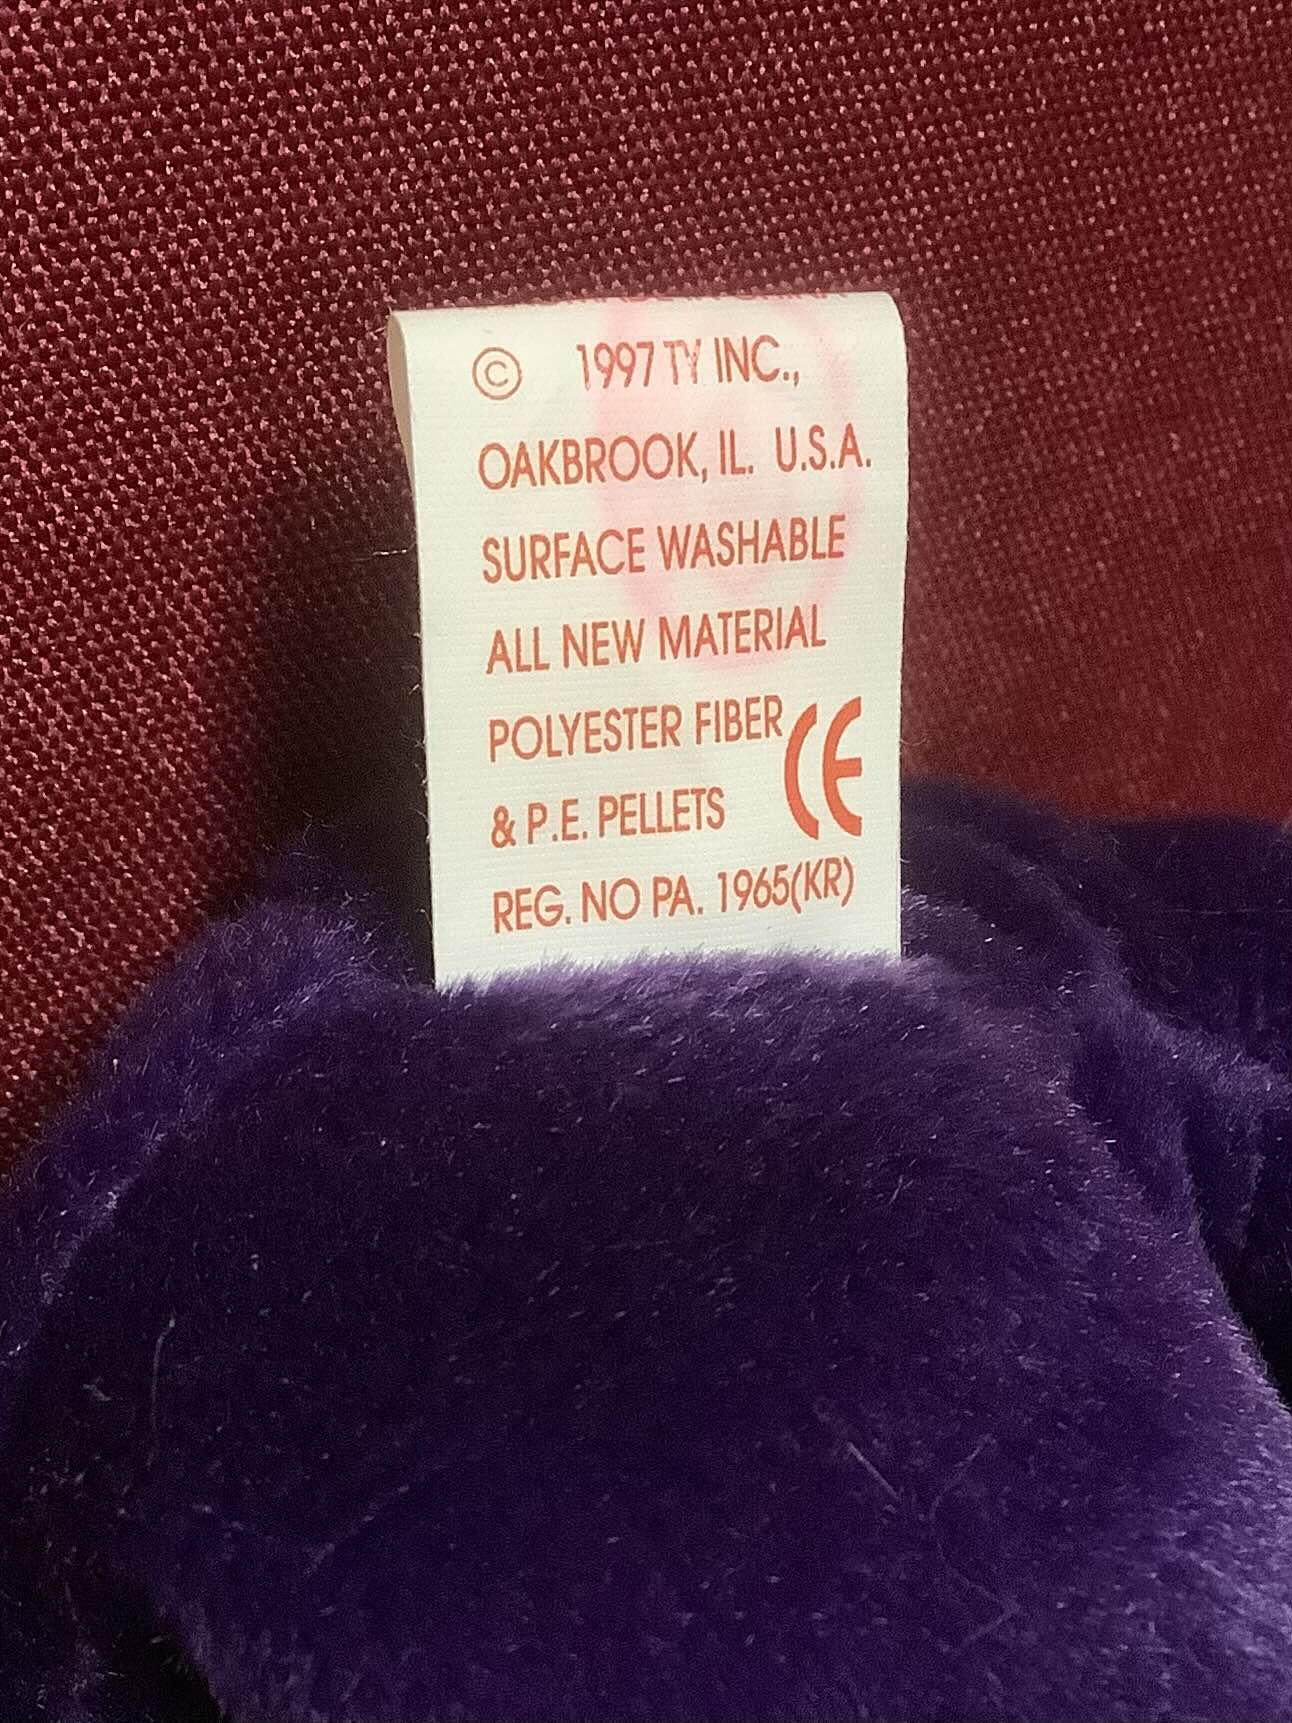 © 1997 TY INC.,
OAKBROOK, IL. U.S.A.
SURFACE WASHABLE
ALL NEW MATERIAL
POLYESTER FIBER
& P.E. PELLETS
CE
REG. NO PA. 1965(KR)